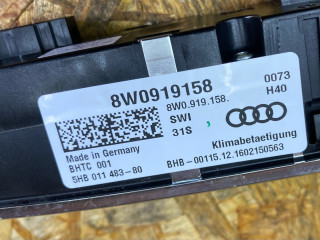 8W0919158
8W0.919.158.
0073
H40
SWI
31S
Made in Germany
BHTC 001
5HB 011 483-80
Klimabetaetigung
BHB-00115.12.1602150563